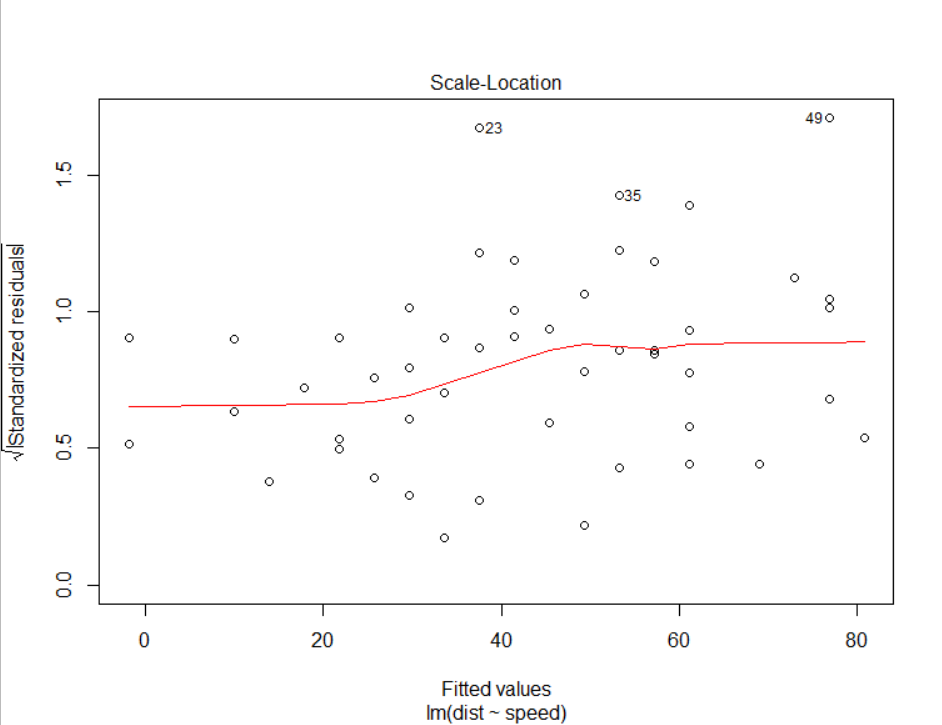 Scale-Location
√|Standardized residuals|
1.5
1.0
0.5
0.0
23
49
35
0 20 40 60 80
Fitted values
lm(dist ~ speed)